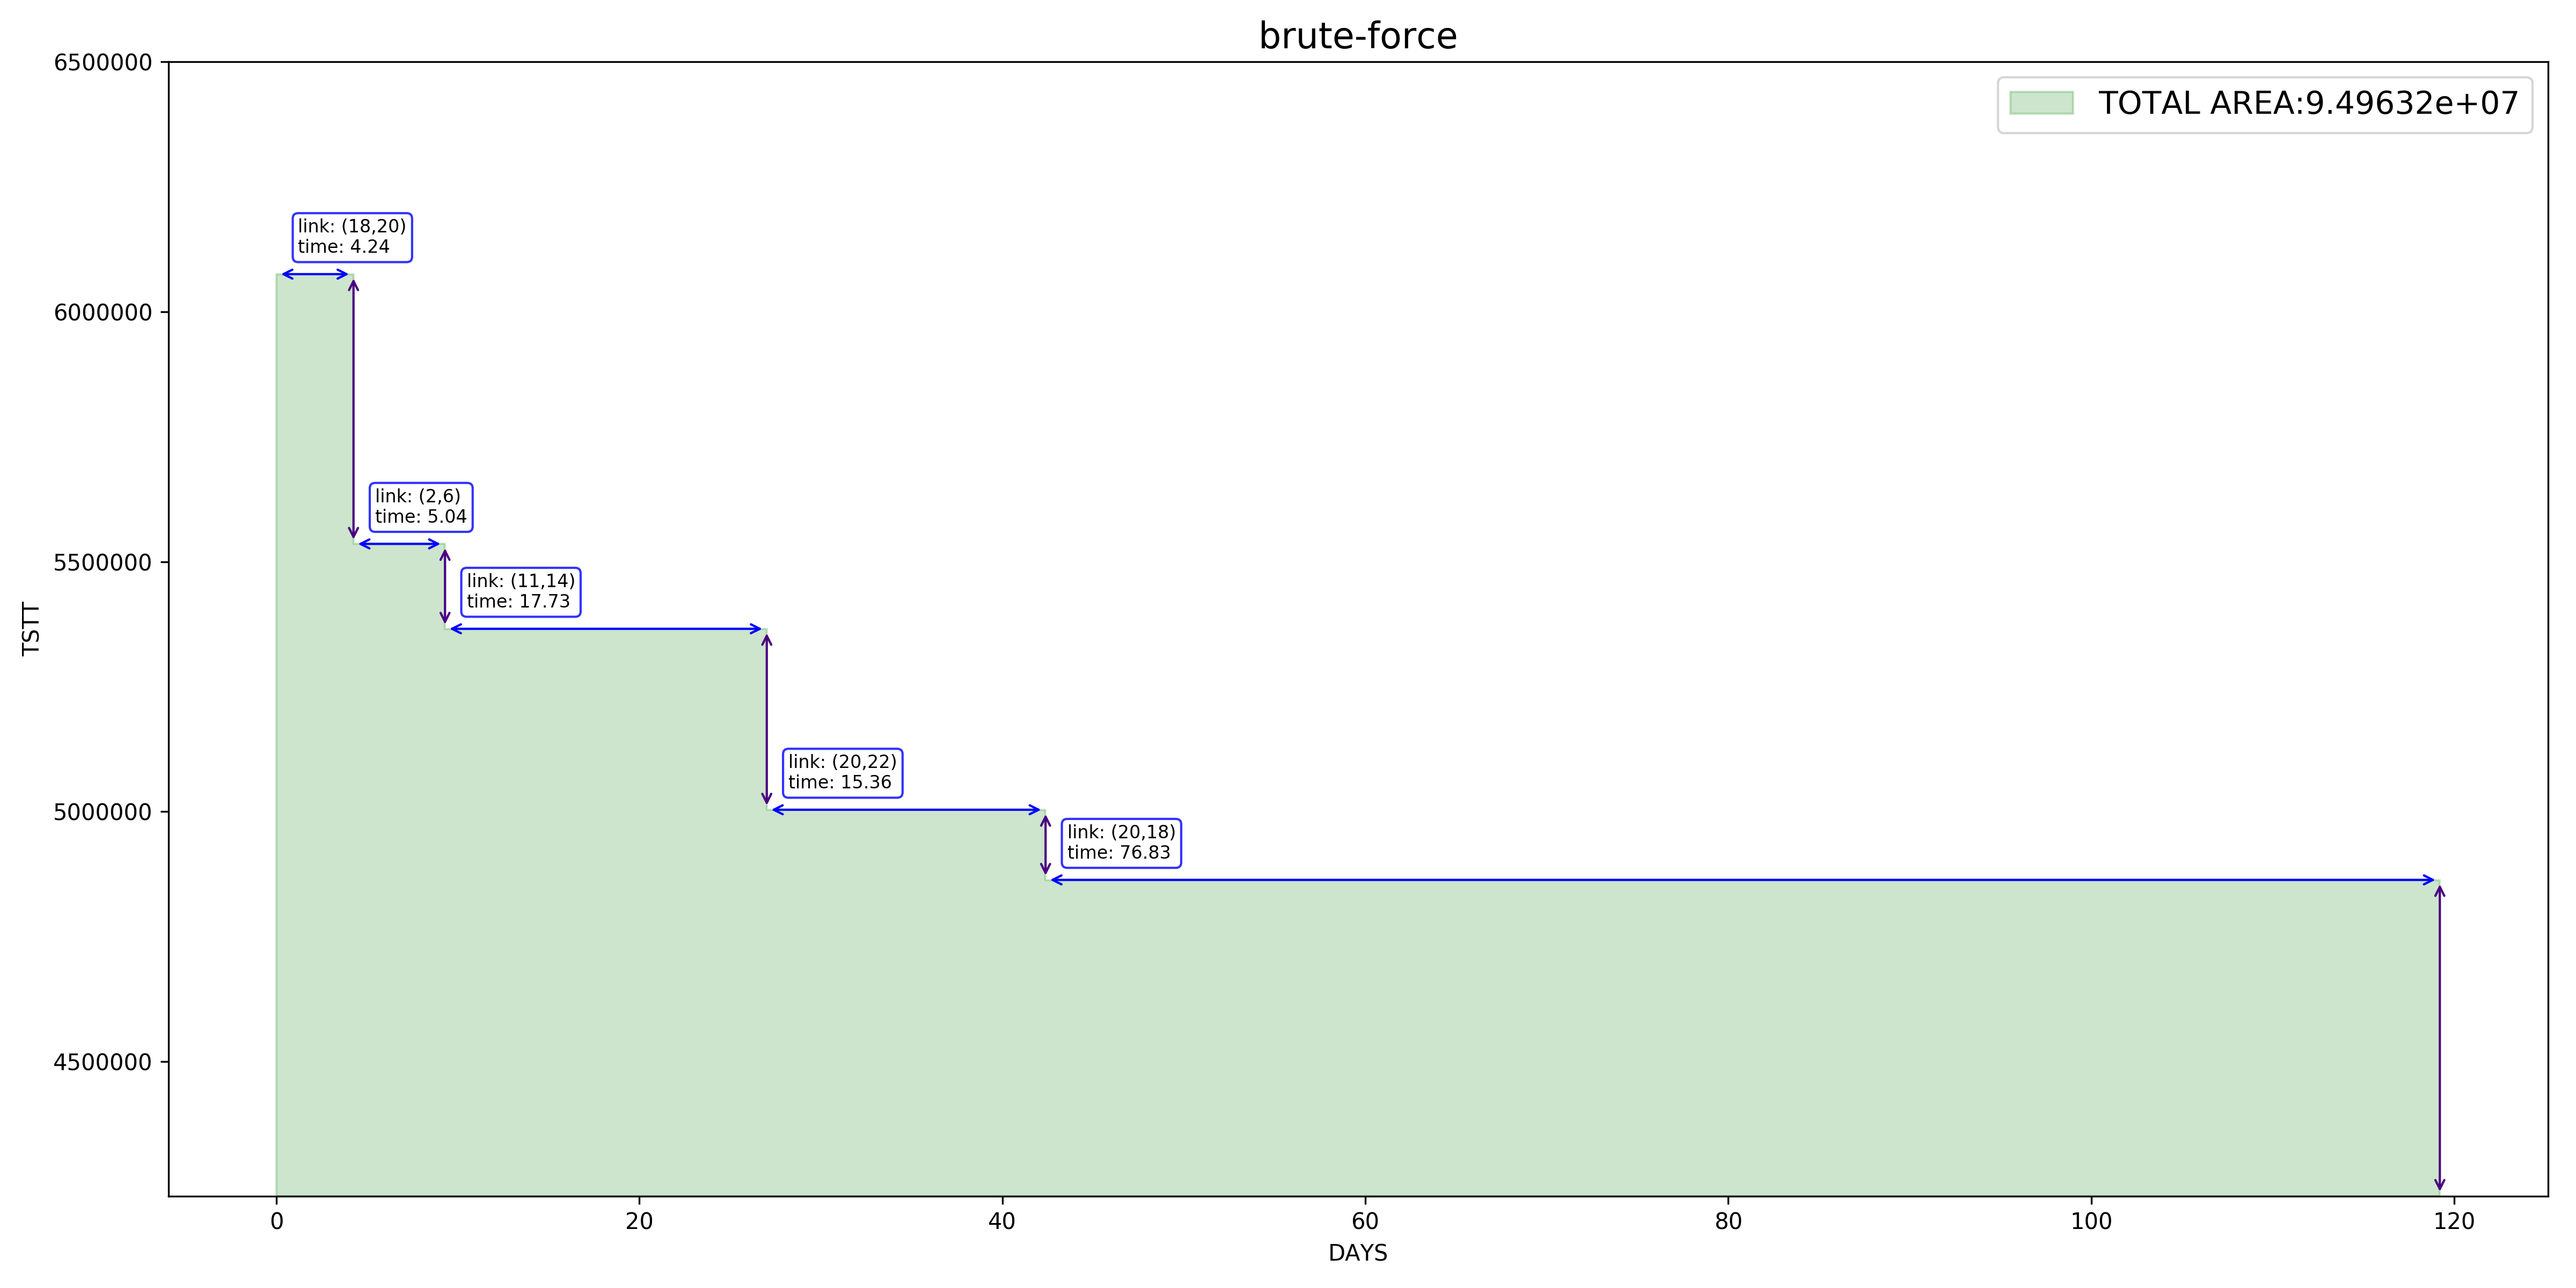 brute-force
6500000
TOTAL AREA:9.49632e+07
link: (18,20)
time: 4.24
6000000
link: (2,6)
time: 5.04
5500000
link: (11,14)
time: 17.73
TSTT
link: (20,22)
time: 15.36
5000000
link: (20,18)
time: 76.83
4500000
0 20 40 60 80 100 120
DAYS